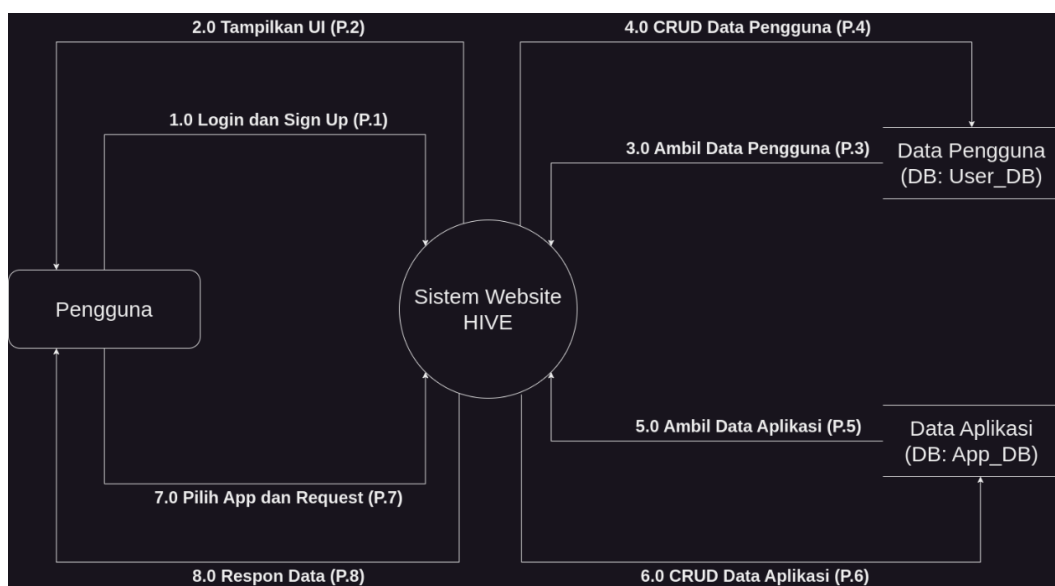 2.0 Tampilkan UI (P.2)
4.0 CRUD Data Pengguna (P.4)
1.0 Login dan Sign Up (P.1)
3.0 Ambil Data Pengguna (P.3)
Data Pengguna
(DB: User_DB)
Pengguna
Sistem Website
HIVE
5.0 Ambil Data Aplikasi (P.5)
Data Aplikasi
(DB: App_DB)
7.0 Pilih App dan Request (P.7)
8.0 Respon Data (P.8)
6.0 CRUD Data Aplikasi (P.6)